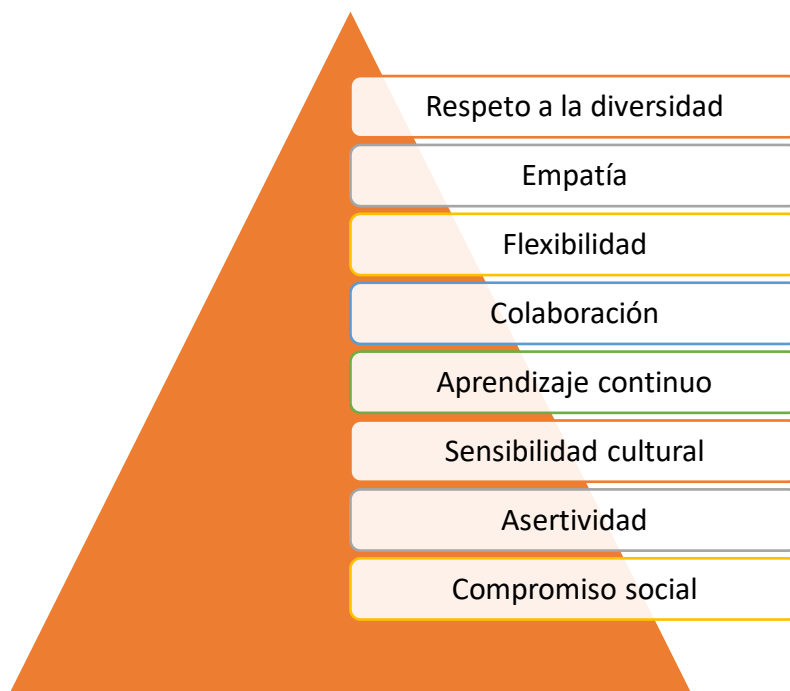 Respeto a la diversidad
Empatía
Flexibilidad
Colaboración
Aprendizaje continuo
Sensibilidad cultural
Asertividad
Compromiso social